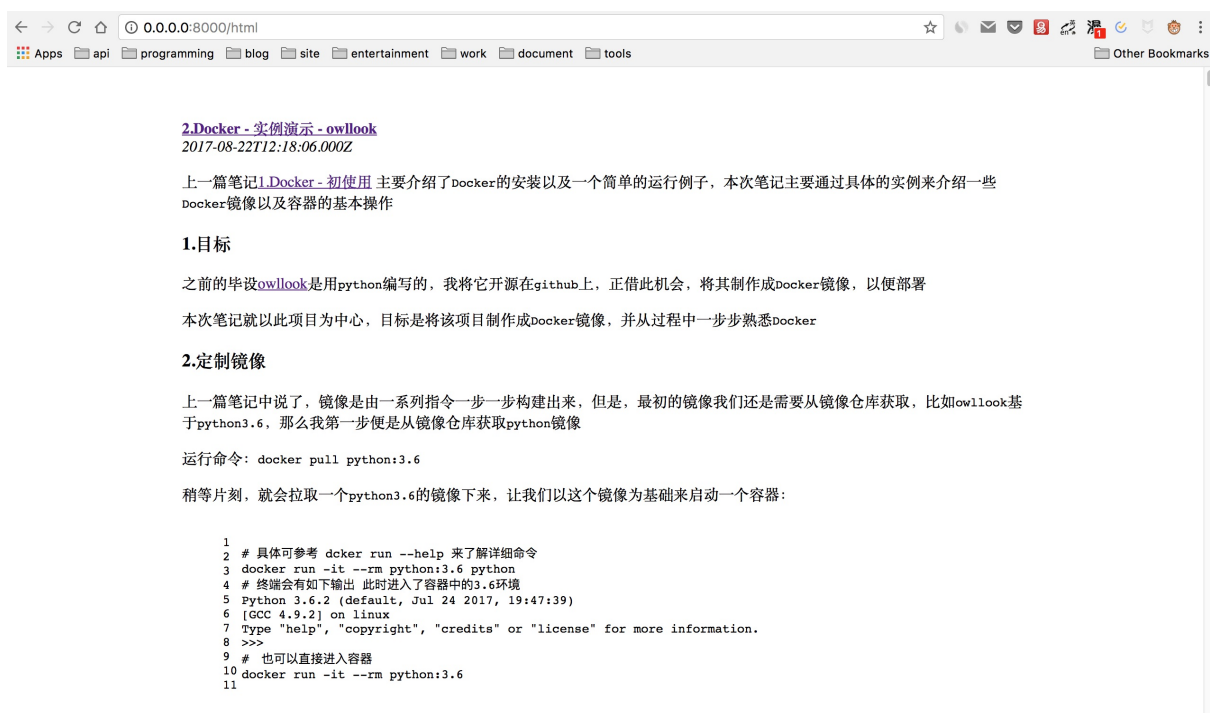 0.0.0.0:8000/html
Apps api programming blog site entertainment work document tools Other Bookmarks
2.Docker - 实例演示 - owllook
2017-08-22T12:18:06.000Z
上一篇笔记1.Docker - 初使用 主要介绍了Docker的安装以及一个简单的运行例子，本次笔记主要通过具体的实例来介绍一些
Docker镜像以及容器的基本操作
1.目标
之前的毕设owllook是用python编写的，我将它开源在github上，正借此机会，将其制作成Docker镜像，以便部署
本次笔记就以此项目为中心，目标是将该项目制作成Docker镜像，并从过程中一步步熟悉Docker
2.定制镜像
上一篇笔记中说了，镜像是由一系列指令一步一步构建出来，但是，最初的镜像我们还是需要从镜像仓库获取，比如owllook基
于python3.6，那么我第一步便是从镜像仓库获取python镜像
运行命令：docker pull python:3.6
稍等片刻，就会拉取一个python3.6的镜像下来，让我们以这个镜像为基础来启动一个容器：
1
2 # 具体可参考 dcker run --help 来了解详细命令
3 docker run -it --rm python:3.6 python
4 # 终端会有如下输出 此时进入了容器中的3.6环境
5 Python 3.6.2 (default, Jul 24 2017, 19:47:39)
6 [GCC 4.9.2] on linux
7 Type "help", "copyright", "credits" or "license" for more information.
8 >>>
9 # 也可以直接进入容器
10 docker run -it --rm python:3.6
11